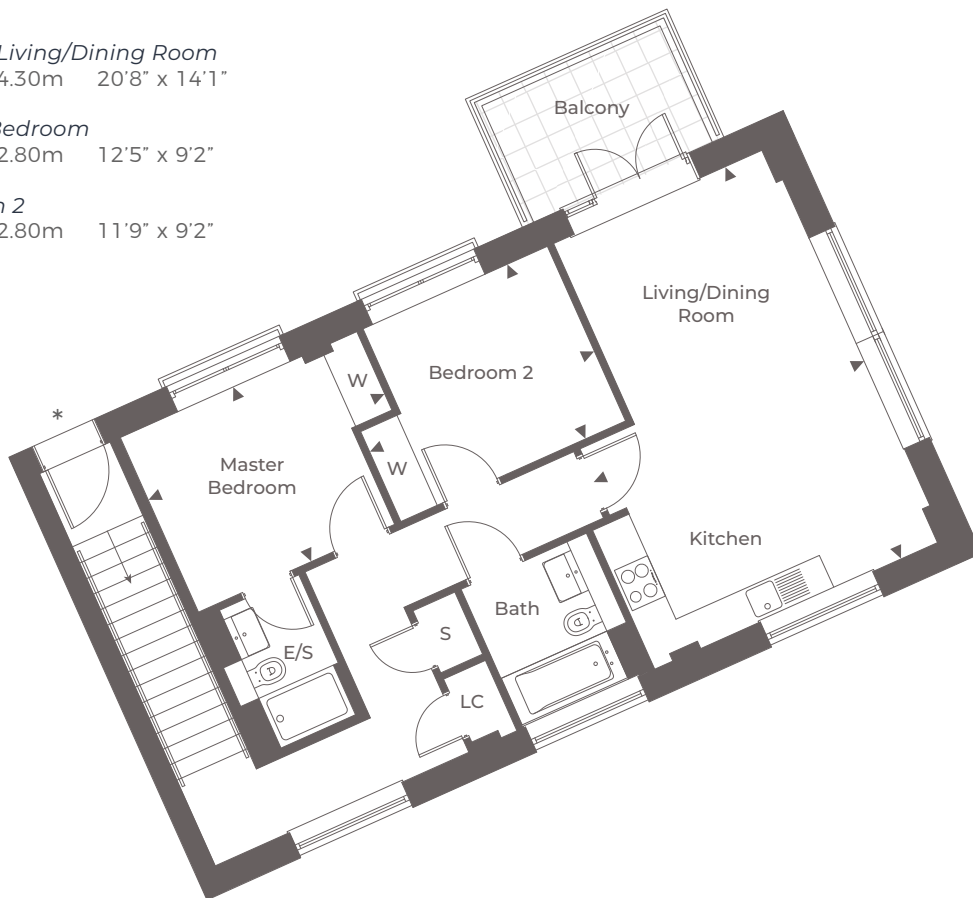 Living/Dining Room
4.30m 20'8" x 14'1"
Bedroom
2.80m 12'5" x 9'2"
2
2.80m 11'9" x 9'2"
Balcony
Living/Dining
Room
Bedroom 2
W
*
W
Master
Bedroom
Kitchen
Bath
S
E/S
LC